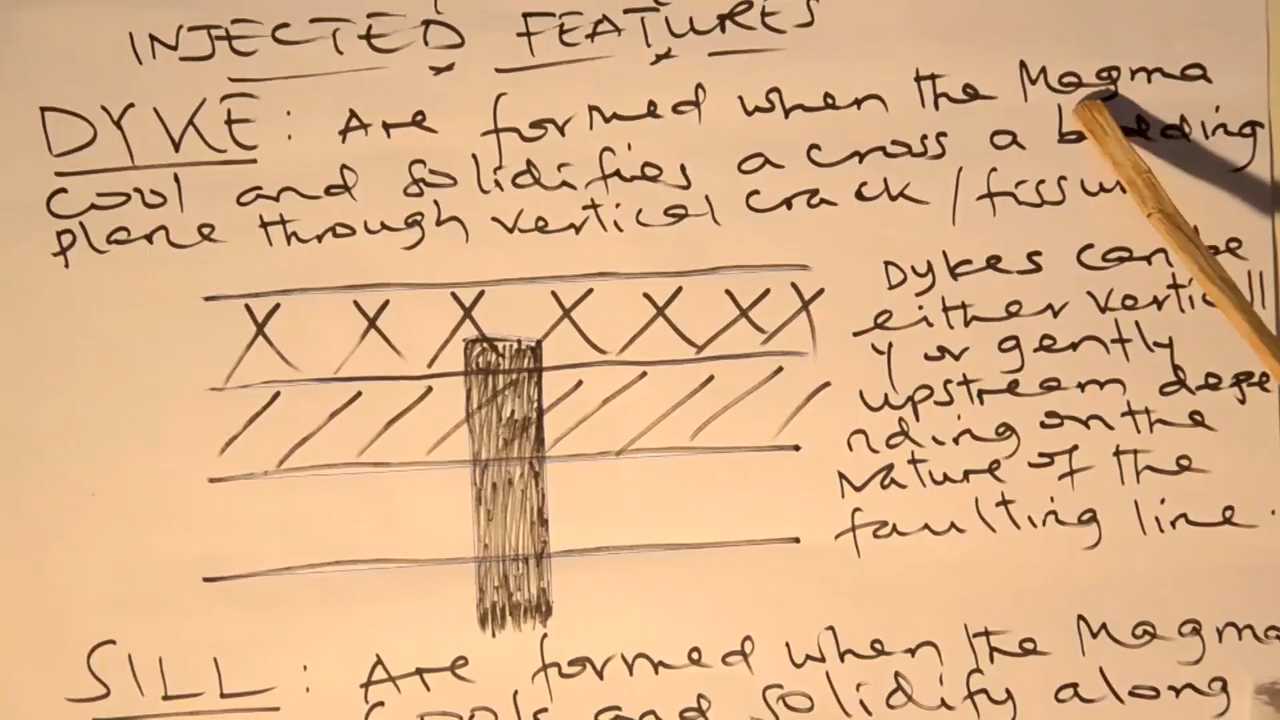 INJECTED FEATURES
DYKE: Are formed when the Magma
cool and solidifies a cross a bedding
plane through vertical crack/fissu
Dykes can be
either verticall
y or gently
upstream depe
nding on the
Nature of the
faulting line.
SILL: Are formed when the Magma
cools and solidify along